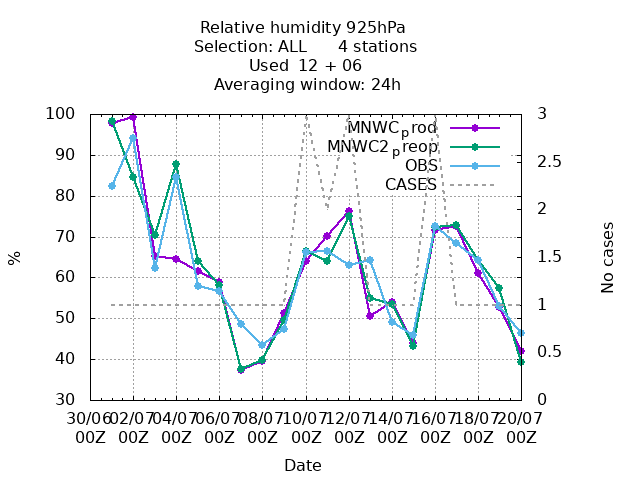 Relative humidity 925hPa
Selection: ALL 4 stations
Used 12 + 06
Averaging window: 24h
100 90 80 70 60 50 40 30
%
3 2.5 2 1.5 1 0.5 0
No cases
MNWCprod
MNWC2preop
OBS
CASES
30/06 02/07 04/07 06/07 08/07 10/07 12/07 14/07 16/07 18/07 20/07
00Z 00Z 00Z 00Z 00Z 00Z 00Z 00Z 00Z 00Z 00Z
Date